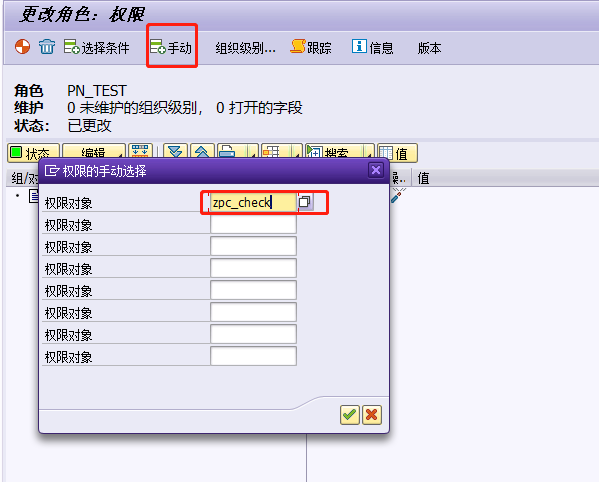 更改角色：权限
选择条件 手动 组织级别... 跟踪 信息 版本
角色 PN_TEST
维护 0 未维护的组织级别， 0 打开的字段
状态： 已更改
状态 编辑 搜索 值
组/对 操.. 值
权限的手动选择
权限对象 zpc_check
权限对象
权限对象
权限对象
权限对象
权限对象
权限对象
权限对象